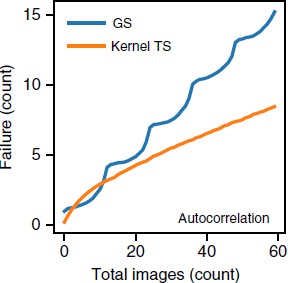 15
10
5
0
Failure (count)
GS
Kernel TS
Autocorrelation
0 20 40 60
Total images (count)